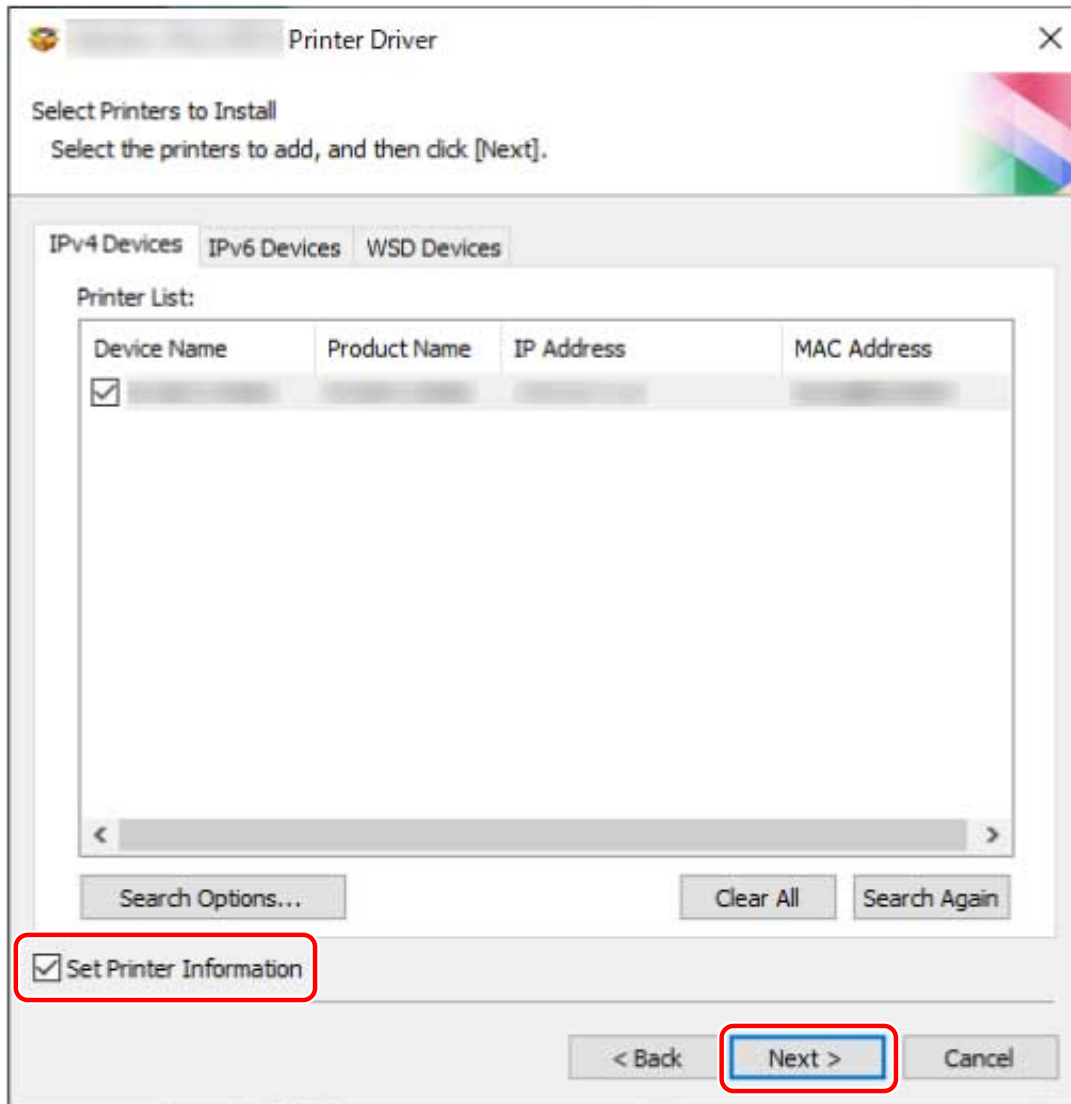 Printer Driver
Select Printers to Install
Select the printers to add, and then click [Next].
IPv4 Devices IPv6 Devices WSD Devices
Printer List:
Device Name Product Name IP Address MAC Address
Search Options... Clear All Search Again
Set Printer Information
< Back Next > Cancel